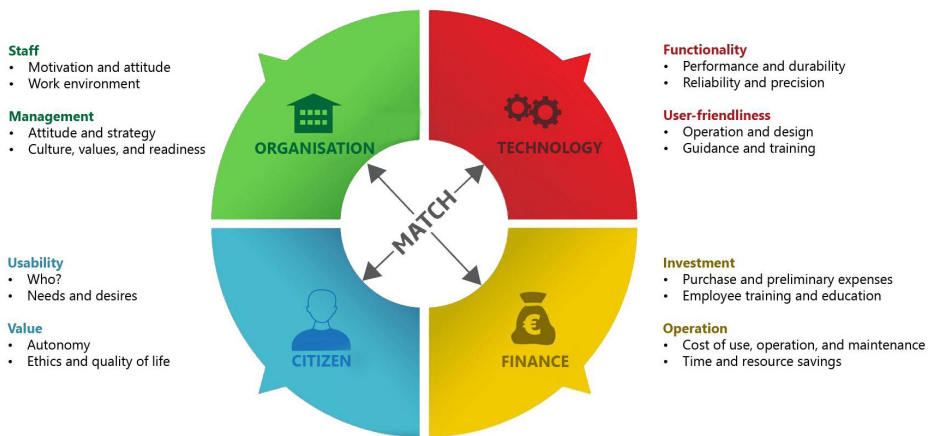 Staff
• Motivation and attitude
• Work environment
Management
• Attitude and strategy
• Culture, values, and readiness
ORGANISATION
TECHNOLOGY
Functionality
• Performance and durability
• Reliability and precision
User-friendliness
• Operation and design
• Guidance and training
MATCH
Usability
• Who?
• Needs and desires
Value
• Autonomy
• Ethics and quality of life
CITIZEN
€
FINANCE
Investment
• Purchase and preliminary expenses
• Employee training and education
Operation
• Cost of use, operation, and maintenance
• Time and resource savings